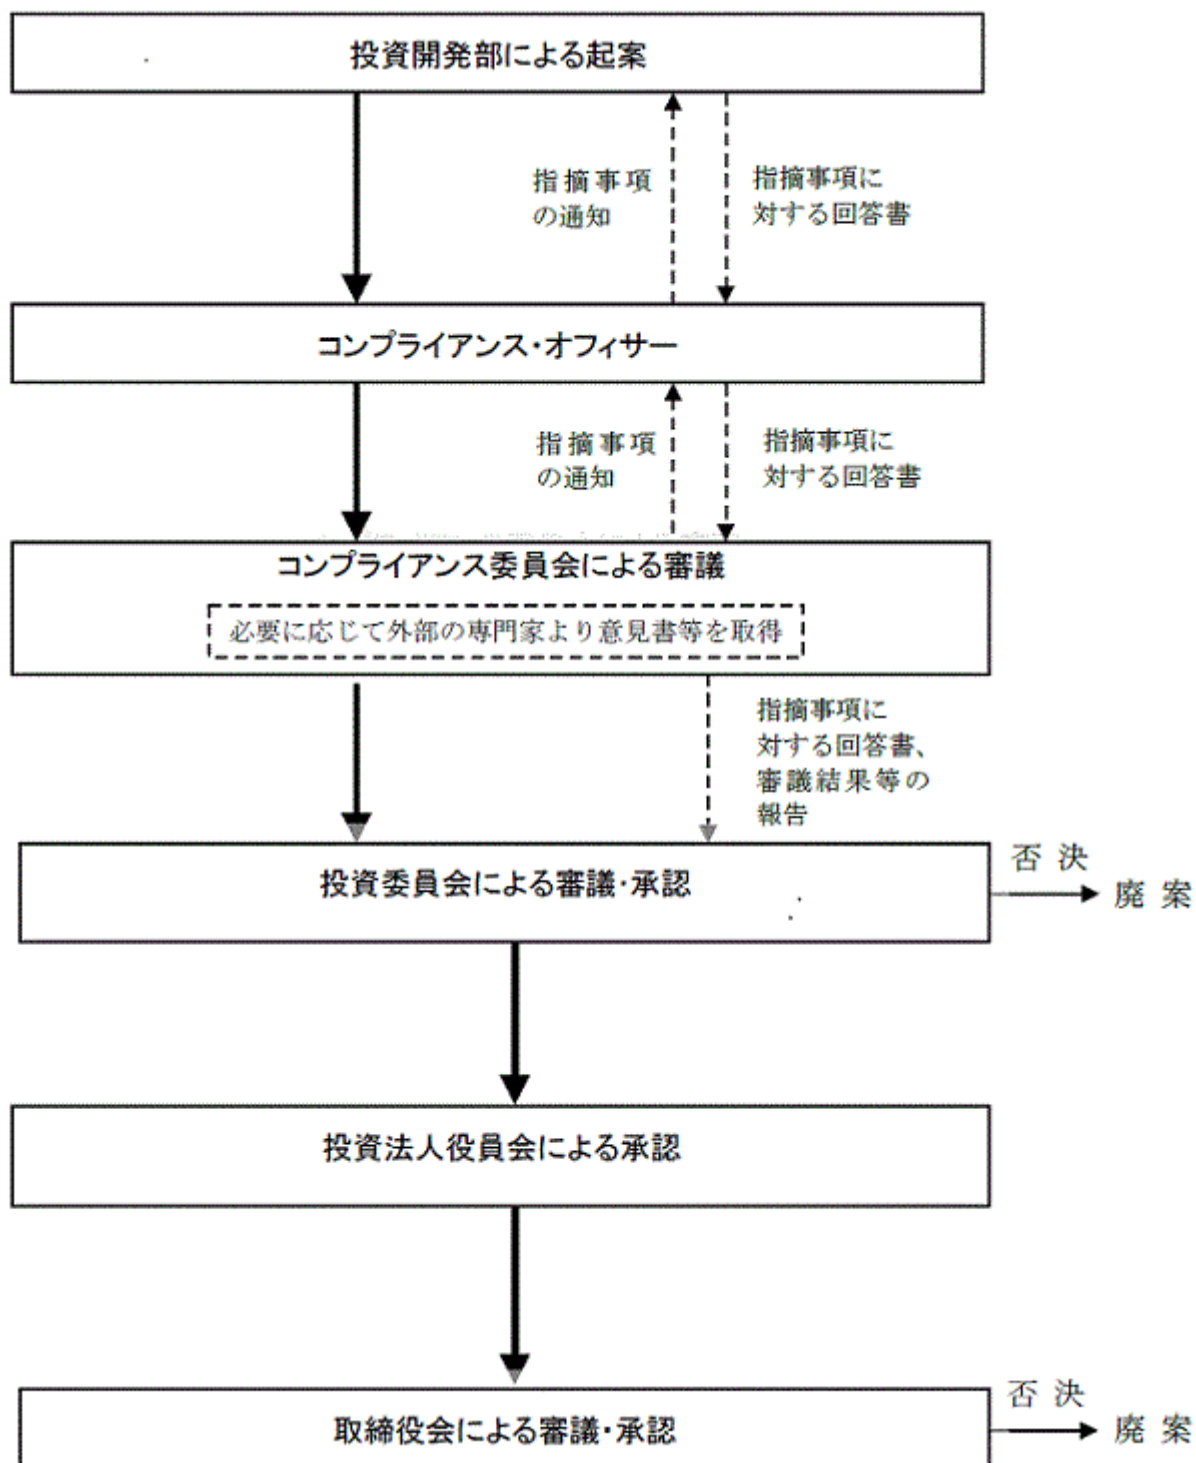 投資開発部による起案
指摘事項
の通知
指摘事項に
対する回答書
コンプライアンス・オフィサー
指摘事項
の通知
指摘事項に
対する回答書
コンプライアンス委員会による審議
必要に応じて外部の専門家より意見書等を取得
指摘事項に
対する回答書、
審議結果等の
報告
投資委員会による審議・承認
否決
廃案
投資法人役員会による承認
取締役会による審議・承認
否決
廃案